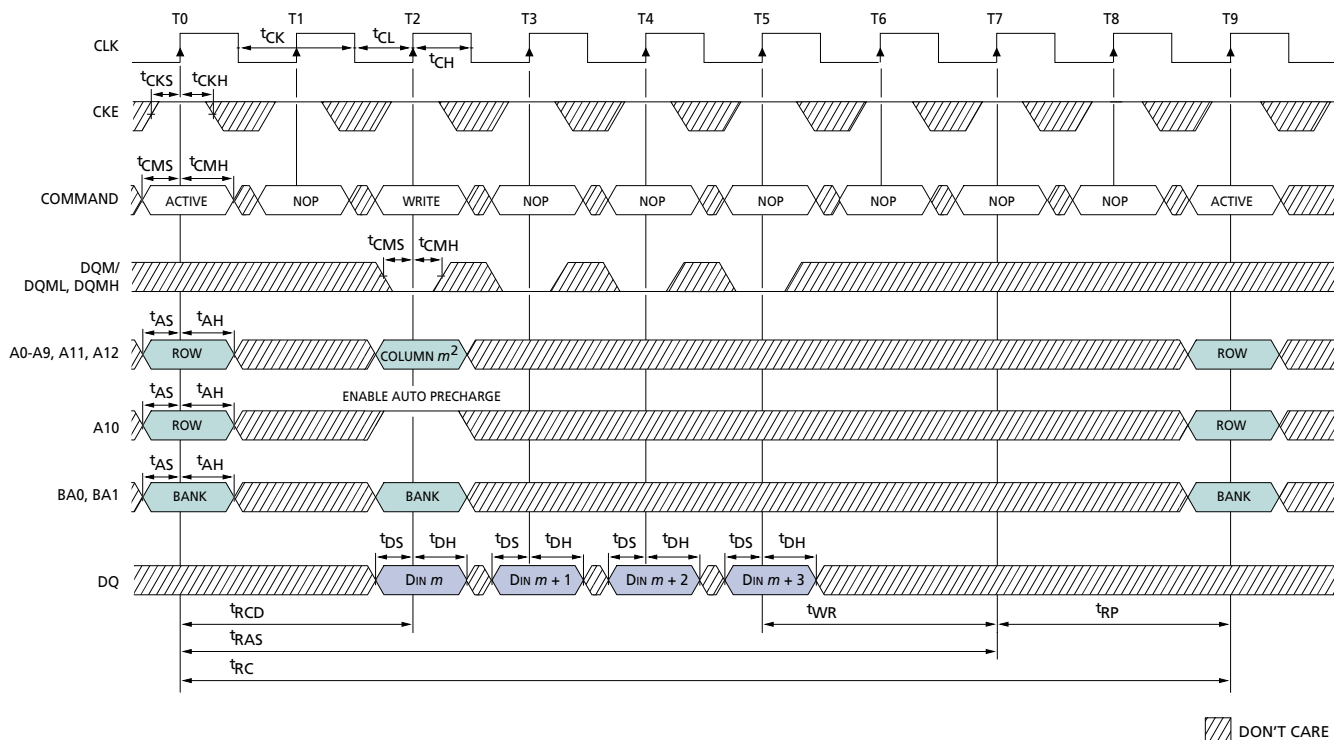 T0 T1 T2 T3 T4 T5 T6 T7 T8 T9
CLK tCK tCL tCH
tCKS tCKH
CKE
tCMS tCMH
COMMAND ACTIVE NOP WRITE NOP NOP NOP NOP NOP NOP ACTIVE
tCMS tCMH
DQM/
DQML, DQMH
tAS tAH
A0-A9, A11, A12 ROW COLUMN m2 ROW
ENABLE AUTO PRECHARGE
tAS tAH
A10 ROW ROW
tAS tAH
BA0, BA1 BANK BANK BANK
tDS tDH tDS tDH tDS tDH tDS tDH
DQ DIN m DIN m + 1 DIN m + 2 DIN m + 3
tRCD tWR tRP
tRAS
tRC
DON'T CARE